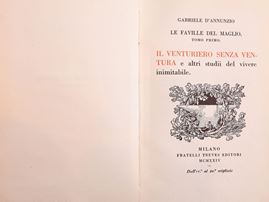 GABRIELE D'ANNUNZIO
LE FAVILLE DEL MAGLIO,
TOMO PRIMO.
IL VENTURIERO SENZA VEN-
TURA e altri studii del vivere
inimitabile.
MILANO
FRATELLI TREVES EDITORI
MCMXXIV